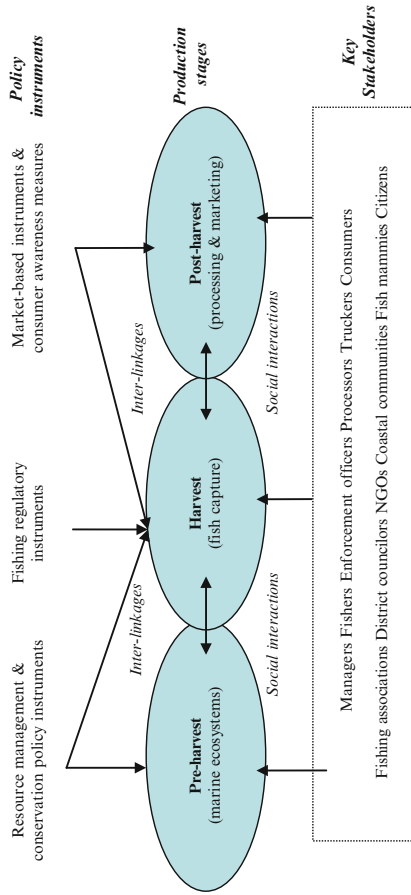 Resource management &
conservation policy instruments
Fishing regulatory
instruments
Market-based instruments &
consumer awareness measures
Policy
instruments
Inter-linkages
Inter-linkages
Pre-harvest
(marine ecosystems)
Harvest
(fish capture)
Post-harvest
(processing & marketing)
Production
stages
Social interactions
Social interactions
Managers Fishers Enforcement officers Processors Truckers Consumers
Fishing associations District councilors NGOs Coastal communities Fish mammies Citizens
Key
Stakeholders